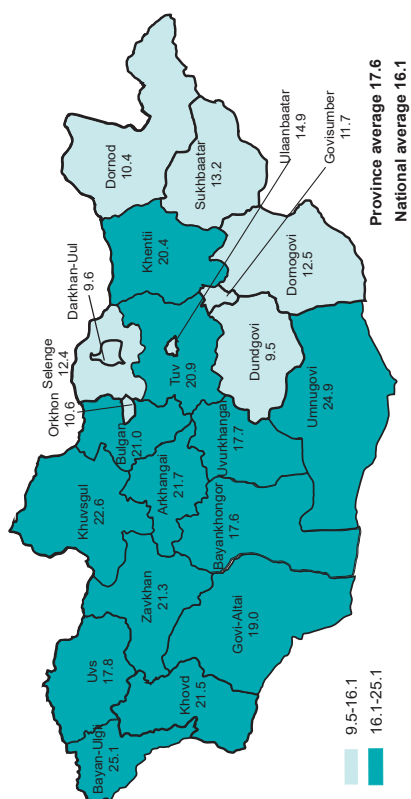 Bayan-Ulgii
25.1
Uvs
17.8
Khovd
21.5
Zavkhan
21.3
Govi-Altai
19.0
Khuvsgul
22.6
Arkhangai
21.7
Bayankhongor
17.6
Bulgan
21.0
Uvurkhangai
17.7
Orkhon
10.6
Selenge
12.4
Darkhan-Uul
9.6
Tuv
20.9
Dundgovi
9.5
Umnugovi
24.9
Khentii
20.4
Dornod
10.4
Sukhbaatar
13.2
Dornogovi
12.5
Ulaanbaatar
14.9
Govisumber
11.7
9.5-16.1
16.1-25.1
Province average 17.6
National average 16.1